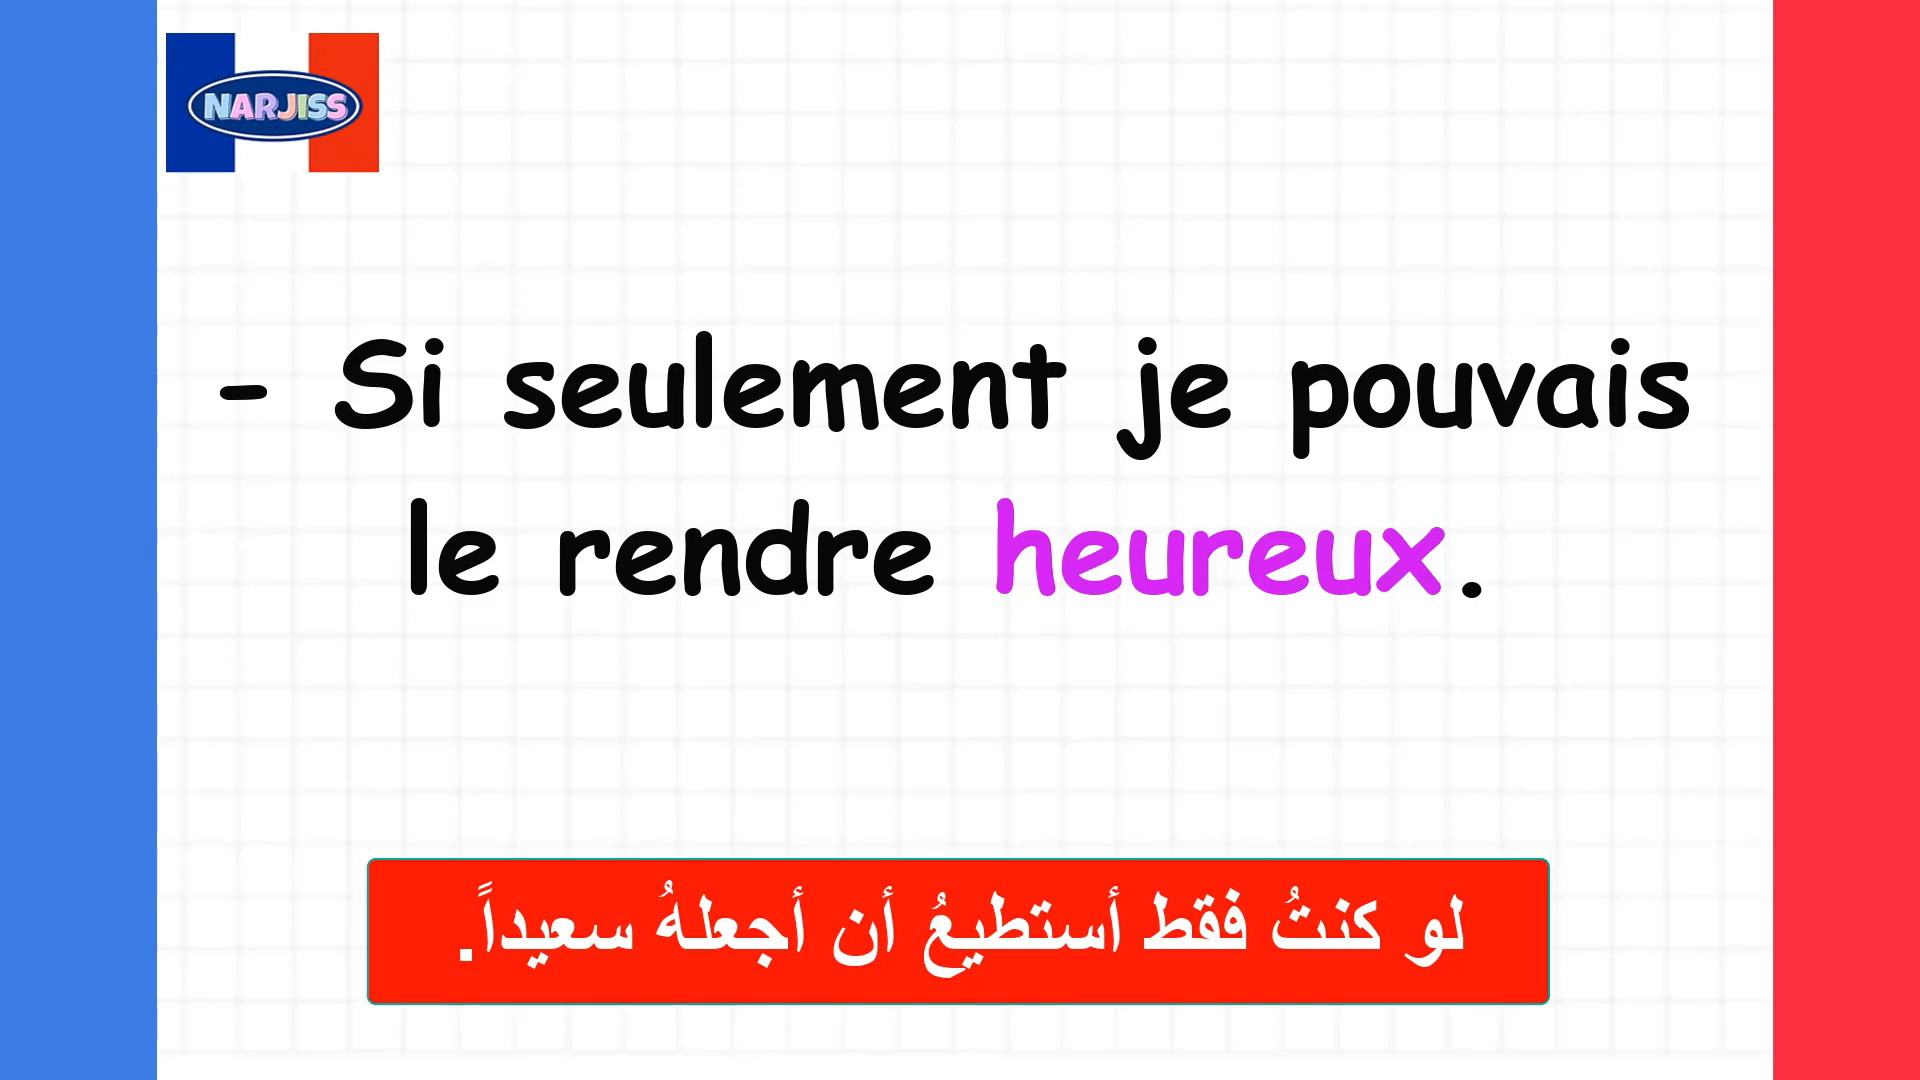 NARJISS
- Si seulement je pouvais
le rendre heureux.
لو كنتُ فقط أستطيعُ أن أجعلهُ سعيداً.